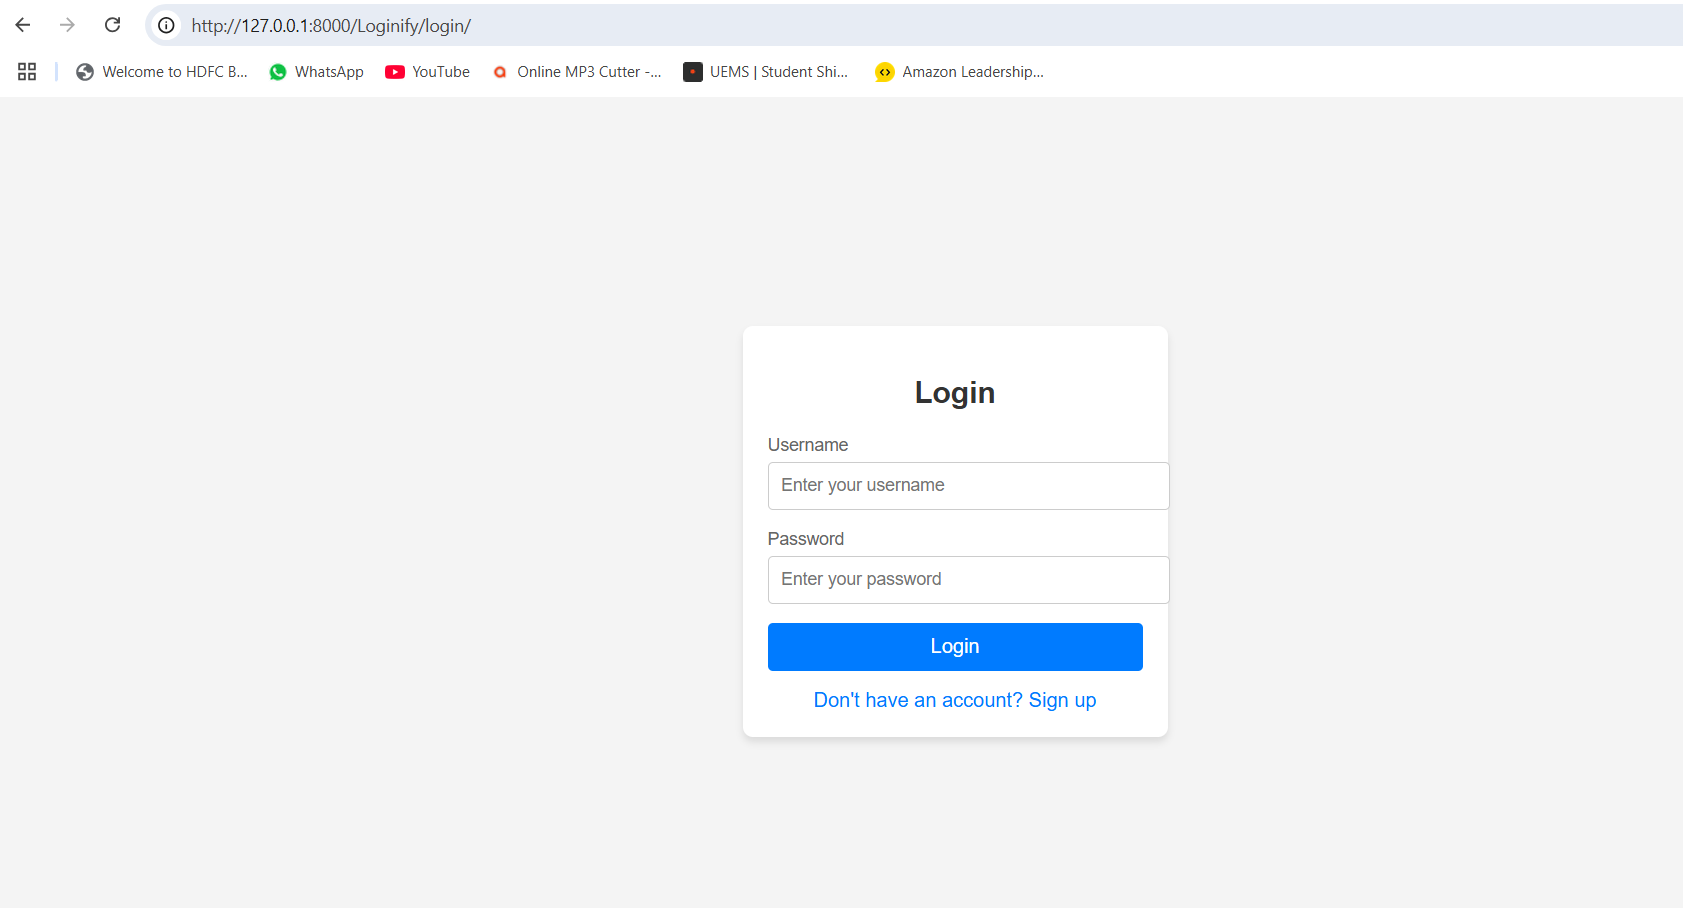 http://127.0.0.1:8000/Loginify/login/
Welcome to HDFC B... WhatsApp YouTube Online MP3 Cutter -... UEMS | Student Shi... Amazon Leadership...
Login
Username
Enter your username
Password
Enter your password
Login
Don't have an account? Sign up